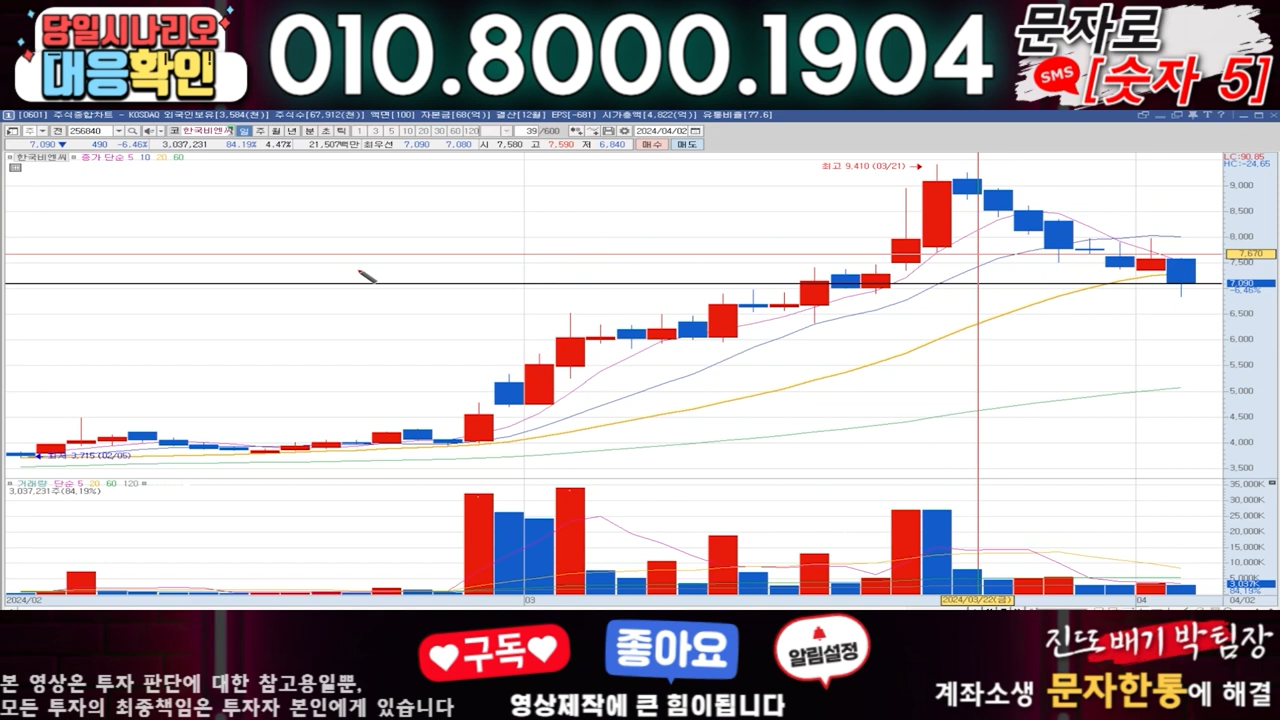 당일시나리오
대응확인
010.8000.1904
문자로
SMS
[숫자 5]
[0601] 주식종합차트 - KOSDAQ 외국인보유[3,584(천)] 주식수[67,912(천)] 액면[100] 자본금[68(억)] 결산[12월] EPS[-681] 시가총액[4,822(억)] 유통비율[77.6]
주 전 256840 코 한국비엔씨 일 주 월 년 분 초 틱 1 3 5 10 20 30 60 120 39 /600 2024/04/02
7,090 ▼ 490 -6.46% 3,037,231 84.19% 4.47% 21,507백만 최우선 7,090 7,080 시 7,580 고 7,590 저 6,840 매수 매도
한국비엔씨 종가 단순 5 10 20 60
최고 9,410 (03/21) →
LC:90.85
HC:-24.65
9,000
8,500
8,000
7,670
7,500
7,090
-6.46%
6,500
6,000
5,500
5,000
4,500
4,000
3,500
← 최저 3,715 (02/05)
거래량 단순 5 20 60 120
3,037,231주(84.19%)
35,000K
30,000K
25,000K
20,000K
15,000K
10,000K
5,000K
3,037K
84.19%
2024/02 03 2024/03/22(금) 04 04/02
구독
좋아요
알림설정
영상제작에 큰 힘이됩니다
본 영상은 투자 판단에 대한 참고용일뿐,
모든 투자의 최종책임은 투자자 본인에게 있습니다
진또배기 박팀장
계좌소생 문자한통에 해결